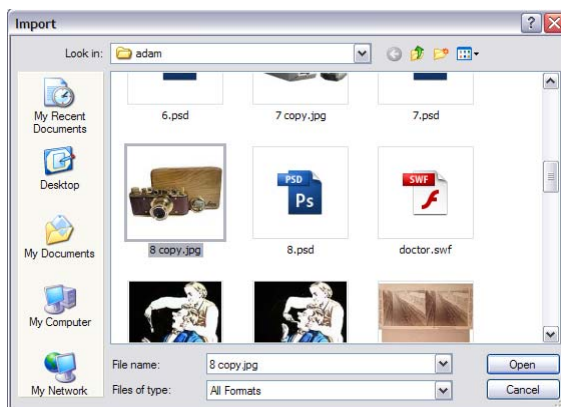 Import
Look in:
adam
My Recent
Documents
Desktop
My Documents
My Computer
My Network
6.psd
7 copy.jpg
7.psd
PSD
Ps
SWF
8 copy.jpg
8.psd
doctor.swf
File name:
8 copy.jpg
Open
Files of type:
All Formats
Cancel